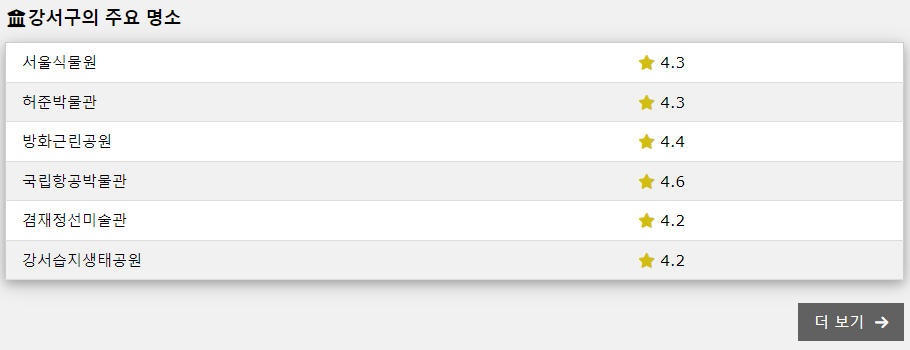 강서구의 주요 명소
서울식물원 4.3
허준박물관 4.3
방화근린공원 4.4
국립항공박물관 4.6
겸재정선미술관 4.2
강서습지생태공원 4.2
더 보기